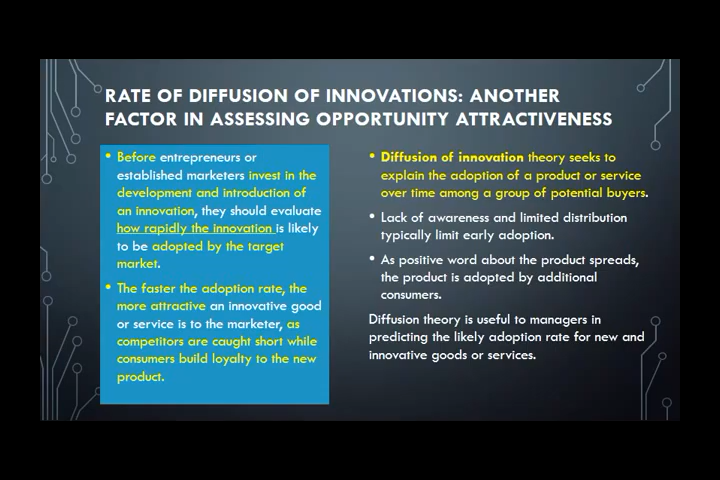 RATE OF DIFFUSION OF INNOVATIONS: ANOTHER
FACTOR IN ASSESSING OPPORTUNITY ATTRACTIVENESS
• Before entrepreneurs or
established marketers invest in the
development and introduction of
an innovation, they should evaluate
how rapidly the innovation is likely
to be adopted by the target
market.
• The faster the adoption rate, the
more attractive an innovative good
or service is to the marketer, as
competitors are caught short while
consumers build loyalty to the new
product.
• Diffusion of innovation theory seeks to
explain the adoption of a product or service
over time among a group of potential buyers.
• Lack of awareness and limited distribution
typically limit early adoption.
• As positive word about the product spreads,
the product is adopted by additional
consumers.
Diffusion theory is useful to managers in
predicting the likely adoption rate for new and
innovative goods or services.